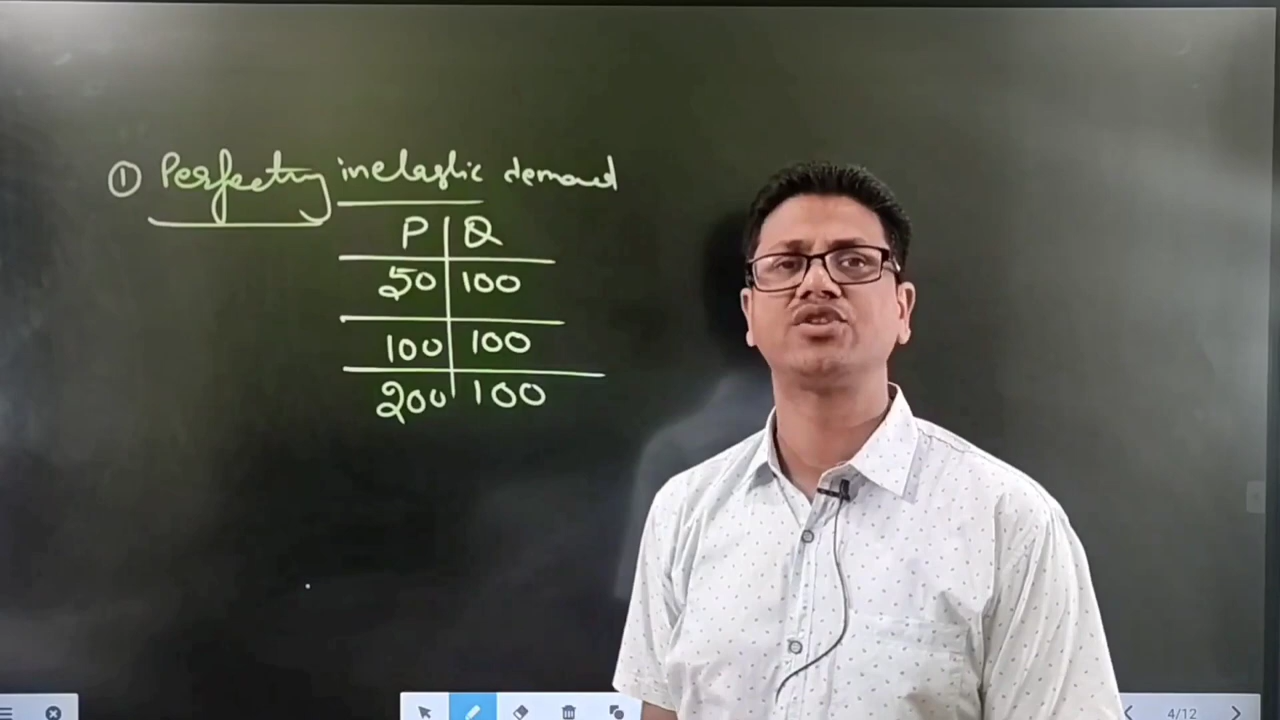 ① Perfectly inelastic demand
P Q
50 100
100 100
200 100
4/12